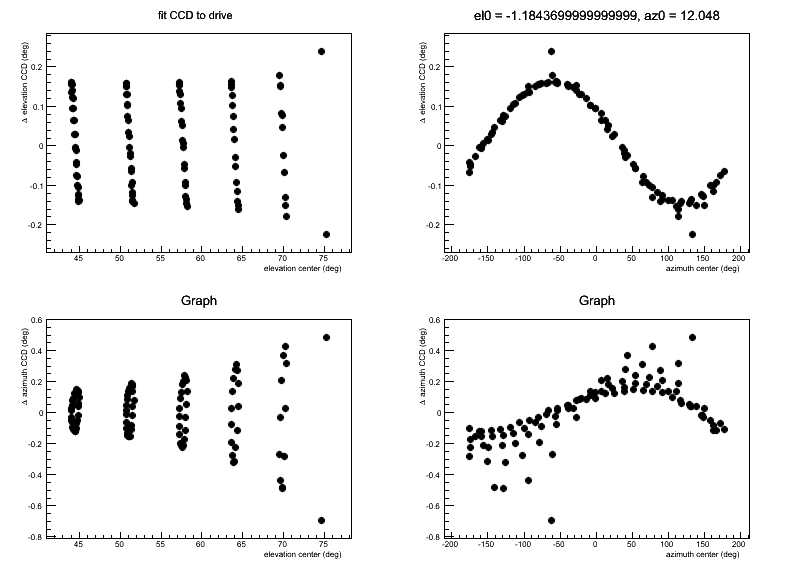 fit CCD to drive
Δ elevation CCD (deg)
0.2
0.1
0
-0.1
-0.2
45 50 55 60 65 70 75
elevation center (deg)
el0 = -1.1843699999999999, az0 = 12.048
Δ elevation CCD (deg)
0.2
0.1
0
-0.1
-0.2
-200 -150 -100 -50 0 50 100 150 200
azimuth center (deg)
Graph
Δ azimuth CCD (deg)
0.6
0.4
0.2
0
-0.2
-0.4
-0.6
-0.8
45 50 55 60 65 70 75
elevation center (deg)
Graph
Δ azimuth CCD (deg)
0.6
0.4
0.2
0
-0.2
-0.4
-0.6
-0.8
-200 -150 -100 -50 0 50 100 150 200
azimuth center (deg)